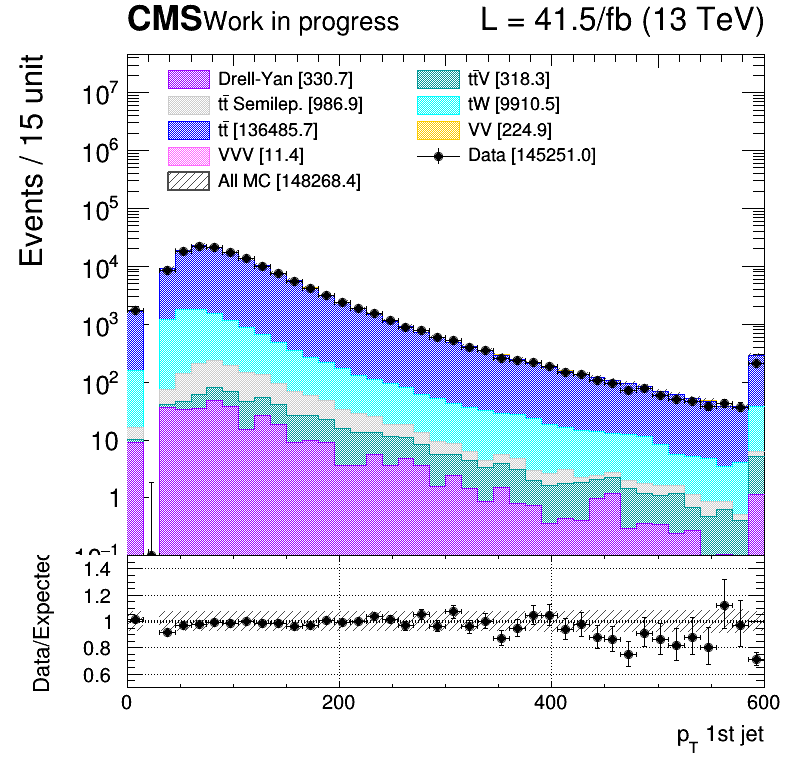 CMS Work in progress L = 41.5/fb (13 TeV)
Events / 15 unit
Drell-Yan [330.7] tt̄V [318.3]
tt̄ Semilep. [986.9] tW [9910.5]
tt̄ [136485.7] VV [224.9]
VVV [11.4] Data [145251.0]
All MC [148268.4]
10⁷
10⁶
10⁵
10⁴
10³
10²
10
1
10⁻¹
Data/Expected
1.4
1.2
1
0.8
0.6
0 200 400 600
p_T 1st jet